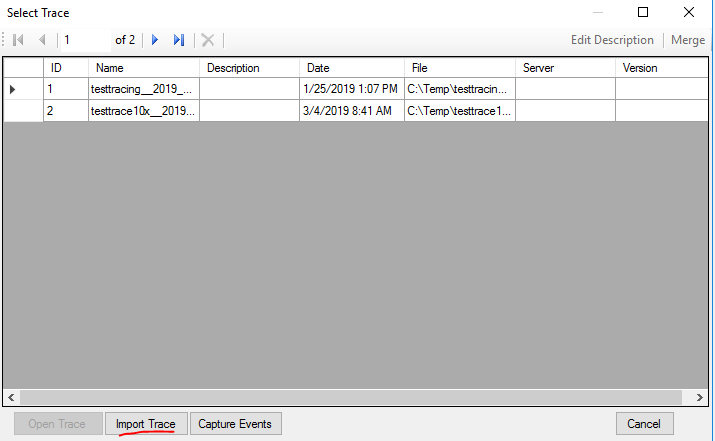 Select Trace
1 of 2 Edit Description Merge
ID Name Description Date File Server Version
1 testtracing__2019_... 1/25/2019 1:07 PM C:\Temp\testtracin...
2 testtrace10x__2019... 3/4/2019 8:41 AM C:\Temp\testtrace1...
Open Trace Import Trace Capture Events Cancel